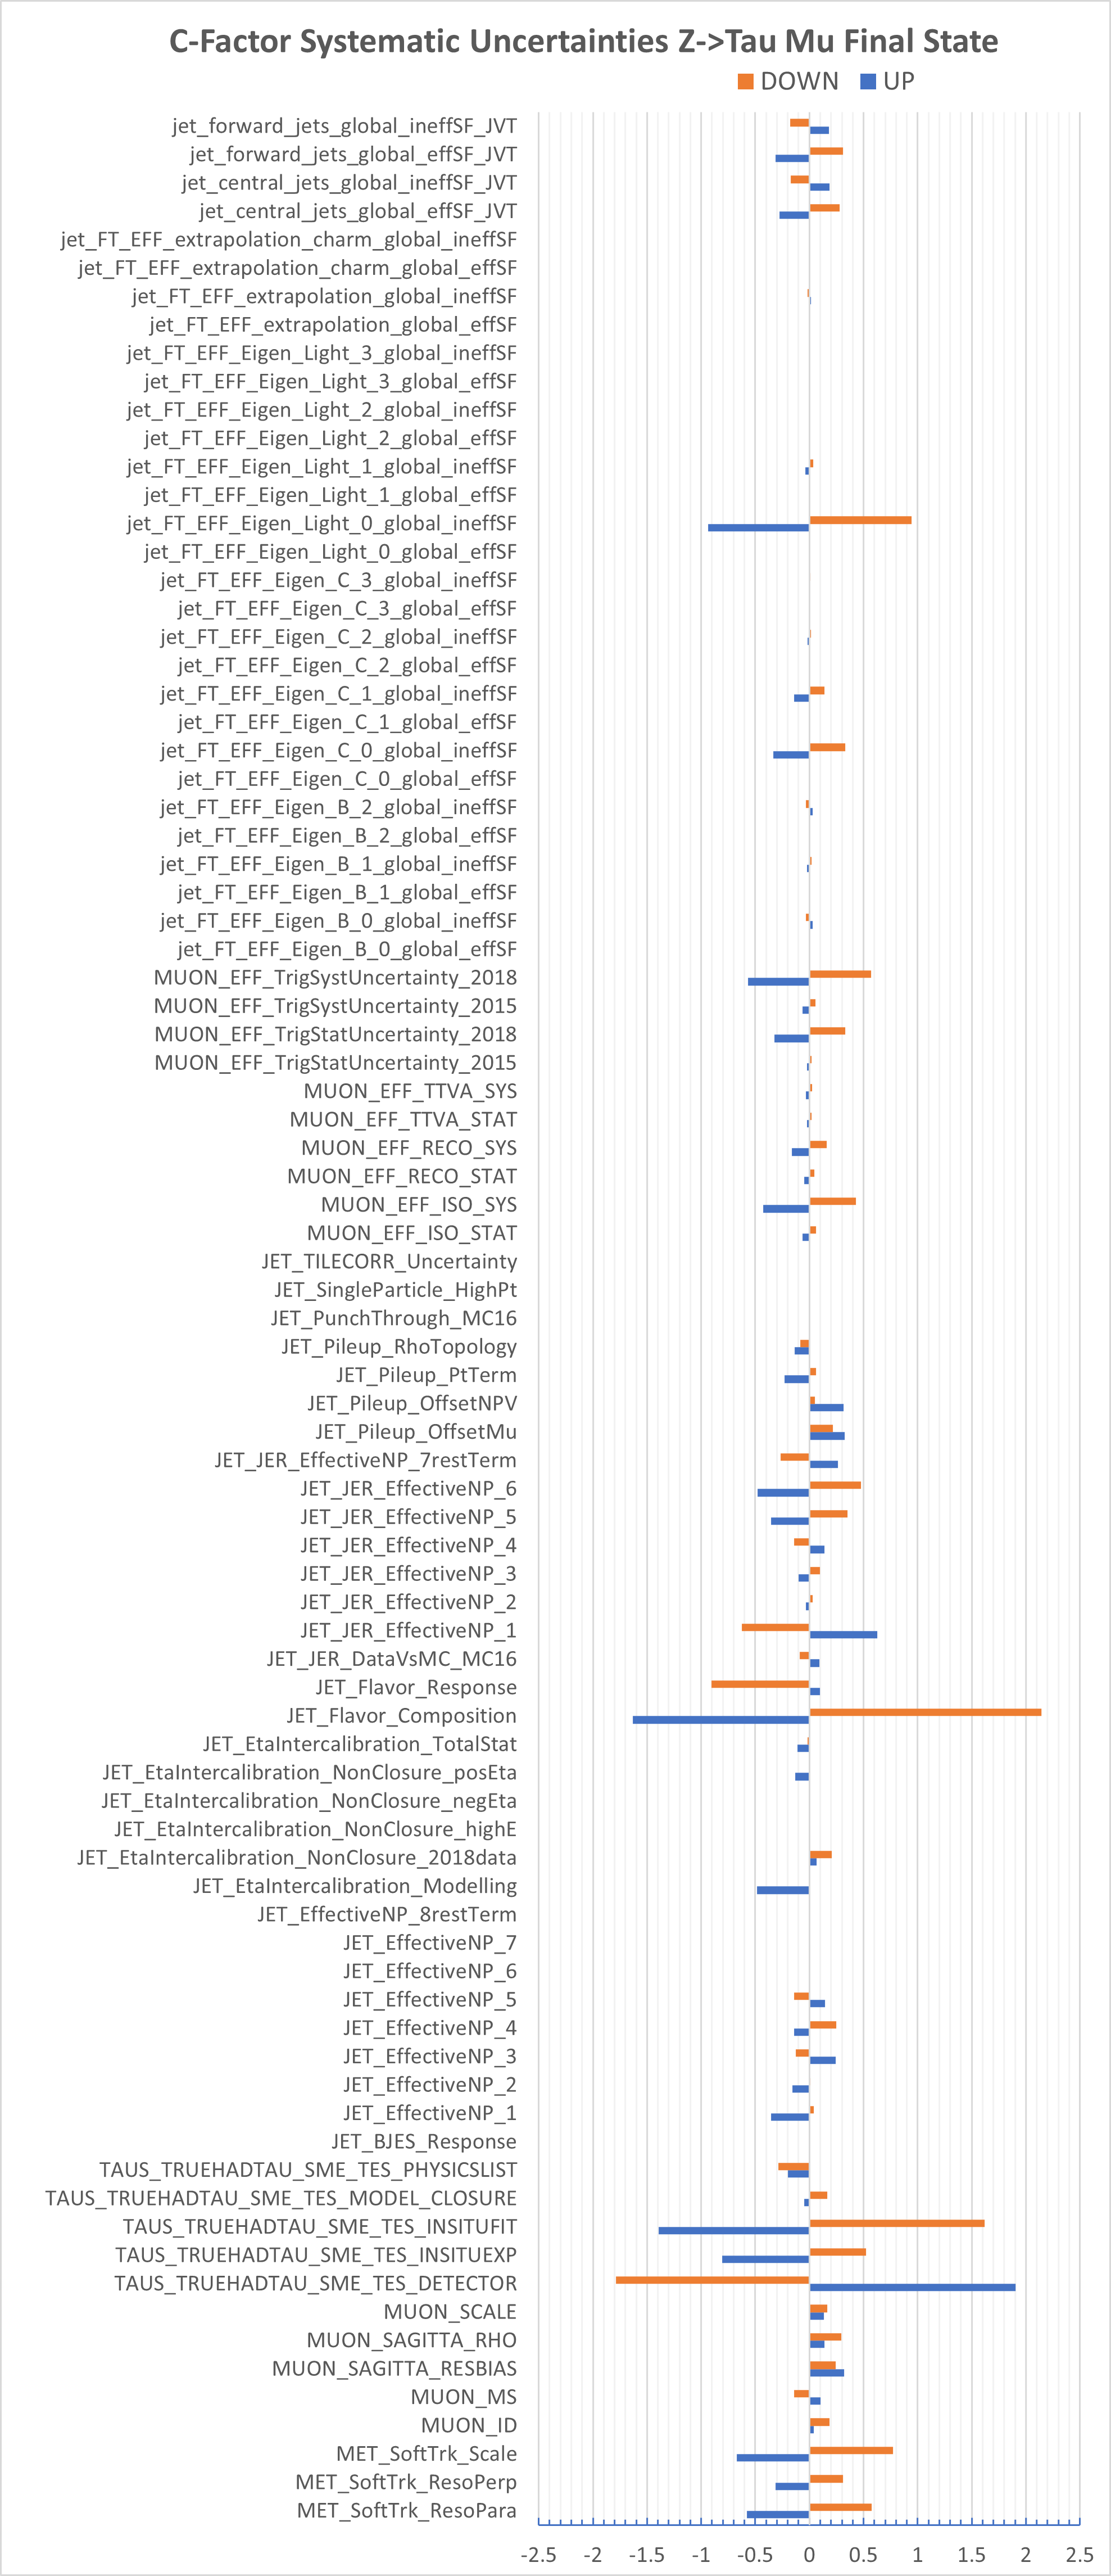 C-Factor Systematic Uncertainties Z->Tau Mu Final State
DOWN UP
jet_forward_jets_global_ineffSF_JVT
jet_forward_jets_global_effSF_JVT
jet_central_jets_global_ineffSF_JVT
jet_central_jets_global_effSF_JVT
jet_FT_EFF_extrapolation_charm_global_ineffSF
jet_FT_EFF_extrapolation_charm_global_effSF
jet_FT_EFF_extrapolation_global_ineffSF
jet_FT_EFF_extrapolation_global_effSF
jet_FT_EFF_Eigen_Light_3_global_ineffSF
jet_FT_EFF_Eigen_Light_3_global_effSF
jet_FT_EFF_Eigen_Light_2_global_ineffSF
jet_FT_EFF_Eigen_Light_2_global_effSF
jet_FT_EFF_Eigen_Light_1_global_ineffSF
jet_FT_EFF_Eigen_Light_1_global_effSF
jet_FT_EFF_Eigen_Light_0_global_ineffSF
jet_FT_EFF_Eigen_Light_0_global_effSF
jet_FT_EFF_Eigen_C_3_global_ineffSF
jet_FT_EFF_Eigen_C_3_global_effSF
jet_FT_EFF_Eigen_C_2_global_ineffSF
jet_FT_EFF_Eigen_C_2_global_effSF
jet_FT_EFF_Eigen_C_1_global_ineffSF
jet_FT_EFF_Eigen_C_1_global_effSF
jet_FT_EFF_Eigen_C_0_global_ineffSF
jet_FT_EFF_Eigen_C_0_global_effSF
jet_FT_EFF_Eigen_B_2_global_ineffSF
jet_FT_EFF_Eigen_B_2_global_effSF
jet_FT_EFF_Eigen_B_1_global_ineffSF
jet_FT_EFF_Eigen_B_1_global_effSF
jet_FT_EFF_Eigen_B_0_global_ineffSF
jet_FT_EFF_Eigen_B_0_global_effSF
MUON_EFF_TrigSystUncertainty_2018
MUON_EFF_TrigSystUncertainty_2015
MUON_EFF_TrigStatUncertainty_2018
MUON_EFF_TrigStatUncertainty_2015
MUON_EFF_TTVA_SYS
MUON_EFF_TTVA_STAT
MUON_EFF_RECO_SYS
MUON_EFF_RECO_STAT
MUON_EFF_ISO_SYS
MUON_EFF_ISO_STAT
JET_TILECORR_Uncertainty
JET_SingleParticle_HighPt
JET_PunchThrough_MC16
JET_Pileup_RhoTopology
JET_Pileup_PtTerm
JET_Pileup_OffsetNPV
JET_Pileup_OffsetMu
JET_JER_EffectiveNP_7restTerm
JET_JER_EffectiveNP_6
JET_JER_EffectiveNP_5
JET_JER_EffectiveNP_4
JET_JER_EffectiveNP_3
JET_JER_EffectiveNP_2
JET_JER_EffectiveNP_1
JET_JER_DataVsMC_MC16
JET_Flavor_Response
JET_Flavor_Composition
JET_EtaIntercalibration_TotalStat
JET_EtaIntercalibration_NonClosure_posEta
JET_EtaIntercalibration_NonClosure_negEta
JET_EtaIntercalibration_NonClosure_highE
JET_EtaIntercalibration_NonClosure_2018data
JET_EtaIntercalibration_Modelling
JET_EffectiveNP_8restTerm
JET_EffectiveNP_7
JET_EffectiveNP_6
JET_EffectiveNP_5
JET_EffectiveNP_4
JET_EffectiveNP_3
JET_EffectiveNP_2
JET_EffectiveNP_1
JET_BJES_Response
TAUS_TRUEHADTAU_SME_TES_PHYSICSLIST
TAUS_TRUEHADTAU_SME_TES_MODEL_CLOSURE
TAUS_TRUEHADTAU_SME_TES_INSITUFIT
TAUS_TRUEHADTAU_SME_TES_INSITUEXP
TAUS_TRUEHADTAU_SME_TES_DETECTOR
MUON_SCALE
MUON_SAGITTA_RHO
MUON_SAGITTA_RESBIAS
MUON_MS
MUON_ID
MET_SoftTrk_Scale
MET_SoftTrk_ResoPerp
MET_SoftTrk_ResoPara
-2.5 -2 -1.5 -1 -0.5 0 0.5 1 1.5 2 2.5